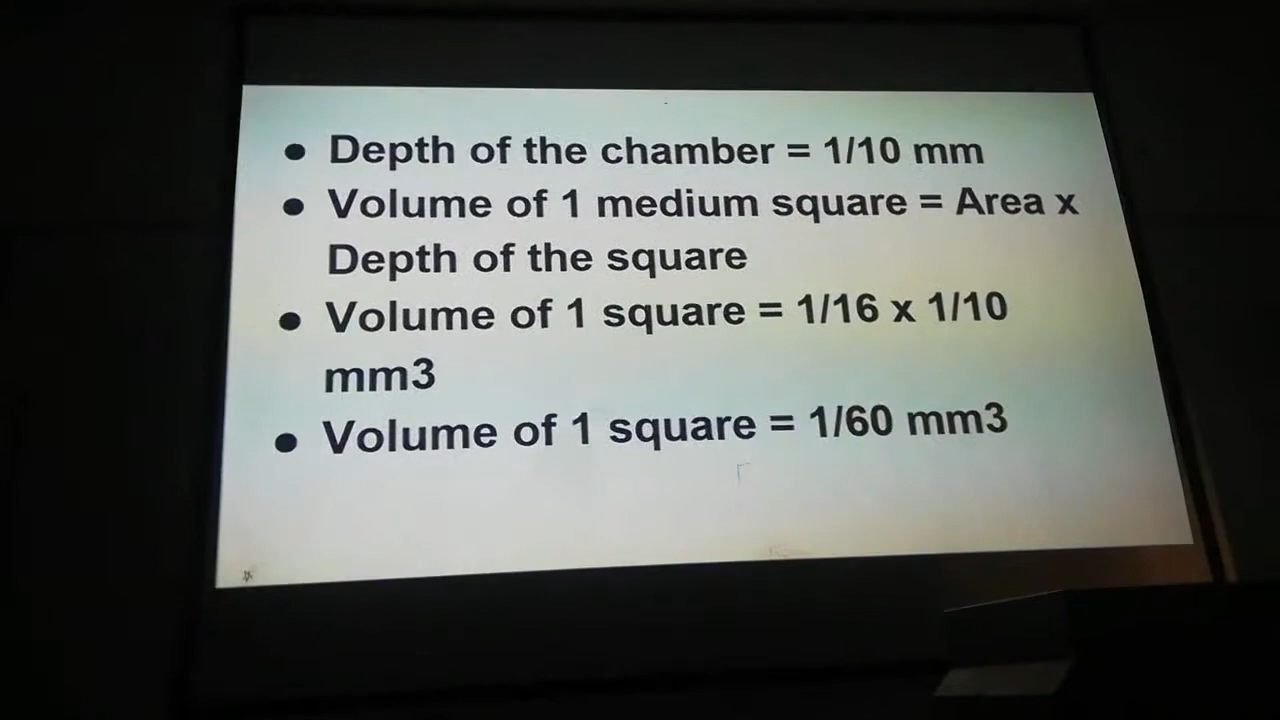 • Depth of the chamber = 1/10 mm
• Volume of 1 medium square = Area x
Depth of the square
• Volume of 1 square = 1/16 x 1/10
mm3
• Volume of 1 square = 1/60 mm3